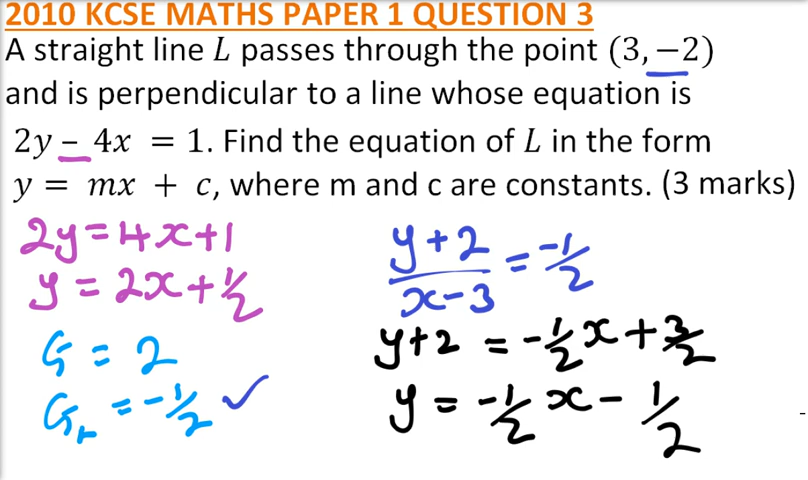 2010 KCSE MATHS PAPER 1 QUESTION 3
A straight line L passes through the point (3, −2)
and is perpendicular to a line whose equation is
2y − 4x = 1. Find the equation of L in the form
y = mx + c, where m and c are constants. (3 marks)
2y = 4x + 1
y = 2x + 1/2
G = 2
G⊥ = -1/2 ✓
y + 2 / x - 3 = -1/2
y + 2 = -1/2 x + 3/2
y = -1/2 x - 1/2